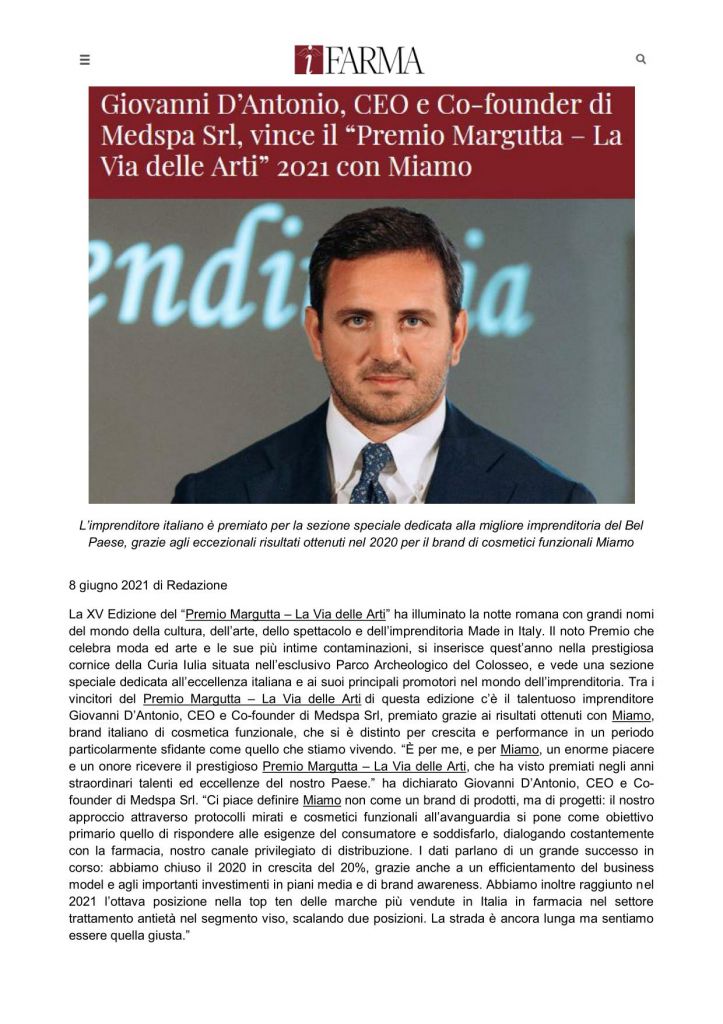 iFARMA
Giovanni D’Antonio, CEO e Co-founder di
Medspa Srl, vince il “Premio Margutta – La
Via delle Arti” 2021 con Miamo
endi ia
L’imprenditore italiano è premiato per la sezione speciale dedicata alla migliore imprenditoria del Bel
Paese, grazie agli eccezionali risultati ottenuti nel 2020 per il brand di cosmetici funzionali Miamo
8 giugno 2021 di Redazione
La XV Edizione del “Premio Margutta – La Via delle Arti” ha illuminato la notte romana con grandi nomi
del mondo della cultura, dell’arte, dello spettacolo e dell’imprenditoria Made in Italy. Il noto Premio che
celebra moda ed arte e le sue più intime contaminazioni, si inserisce quest’anno nella prestigiosa
cornice della Curia Iulia situata nell’esclusivo Parco Archeologico del Colosseo, e vede una sezione
speciale dedicata all’eccellenza italiana e ai suoi principali promotori nel mondo dell’imprenditoria. Tra i
vincitori del Premio Margutta – La Via delle Arti di questa edizione c’è il talentuoso imprenditore
Giovanni D’Antonio, CEO e Co-founder di Medspa Srl, premiato grazie ai risultati ottenuti con Miamo,
brand italiano di cosmetica funzionale, che si è distinto per crescita e performance in un periodo
particolarmente sfidante come quello che stiamo vivendo. “È per me, e per Miamo, un enorme piacere
e un onore ricevere il prestigioso Premio Margutta – La Via delle Arti, che ha visto premiati negli anni
straordinari talenti ed eccellenze del nostro Paese.” ha dichiarato Giovanni D’Antonio, CEO e Co-
founder di Medspa Srl. “Ci piace definire Miamo non come un brand di prodotti, ma di progetti: il nostro
approccio attraverso protocolli mirati e cosmetici funzionali all’avanguardia si pone come obiettivo
primario quello di rispondere alle esigenze del consumatore e soddisfarlo, dialogando costantemente
con la farmacia, nostro canale privilegiato di distribuzione. I dati parlano di un grande successo in
corso: abbiamo chiuso il 2020 in crescita del 20%, grazie anche a un efficientamento del business
model e agli importanti investimenti in piani media e di brand awareness. Abbiamo inoltre raggiunto nel
2021 l’ottava posizione nella top ten delle marche più vendute in Italia in farmacia nel settore
trattamento antietà nel segmento viso, scalando due posizioni. La strada è ancora lunga ma sentiamo
essere quella giusta.”